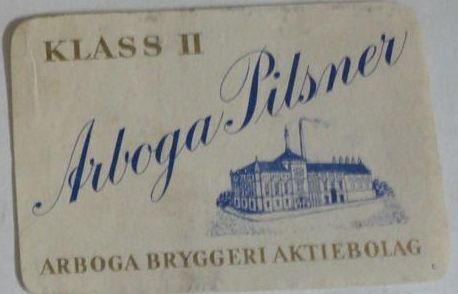 KLASS II
Arboga Pilsner
ARBOGA BRYGGERI AKTIEBOLAG